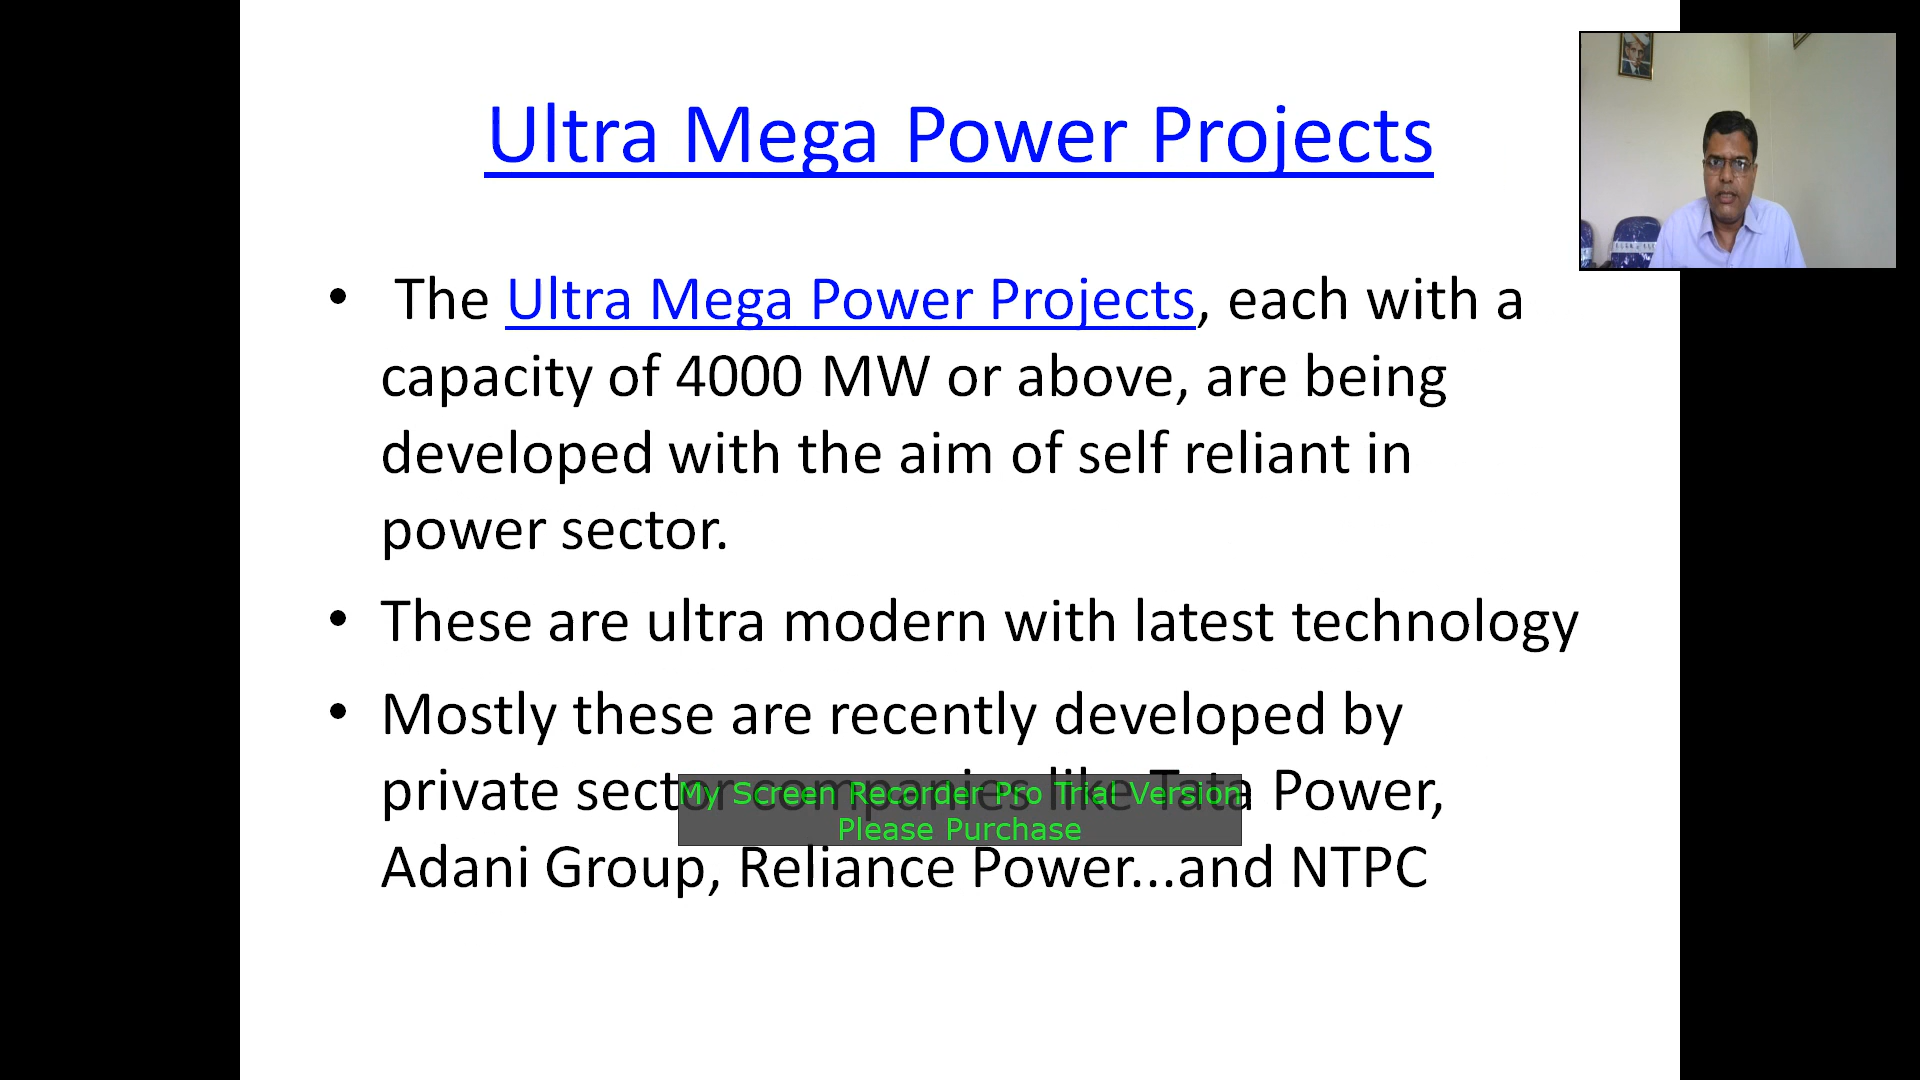 Ultra Mega Power Projects
• The Ultra Mega Power Projects, each with a
capacity of 4000 MW or above, are being
developed with the aim of self reliant in
power sector.
• These are ultra modern with latest technology
• Mostly these are recently developed by
private sector companies like Tata Power,
My Screen Recorder Pro Trial Version
Please Purchase
Adani Group, Reliance Power...and NTPC